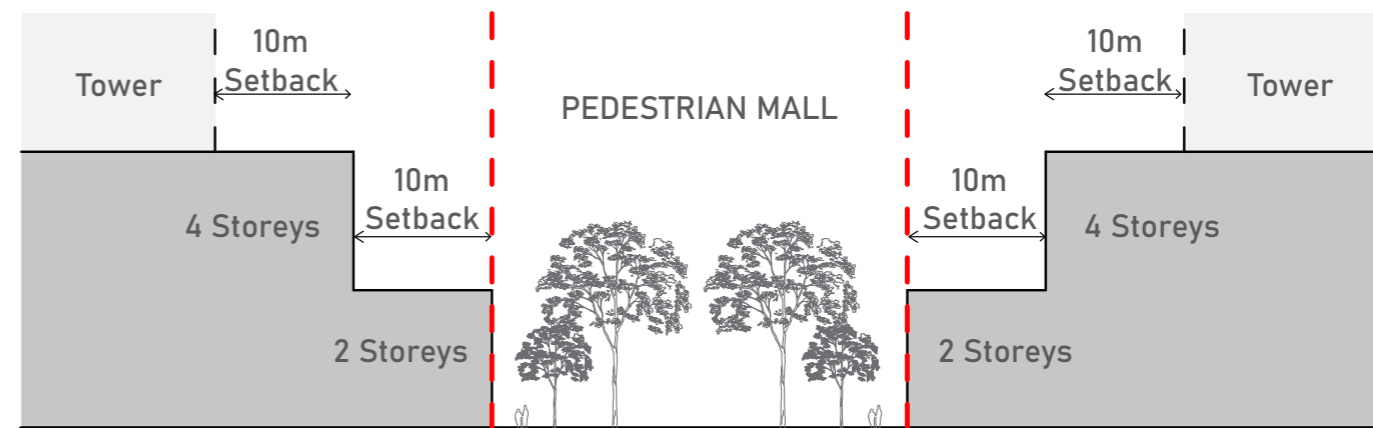 10m
Setback
10m
Setback
Tower
Tower
PEDESTRIAN MALL
10m
Setback
10m
Setback
4 Storeys
4 Storeys
2 Storeys
2 Storeys